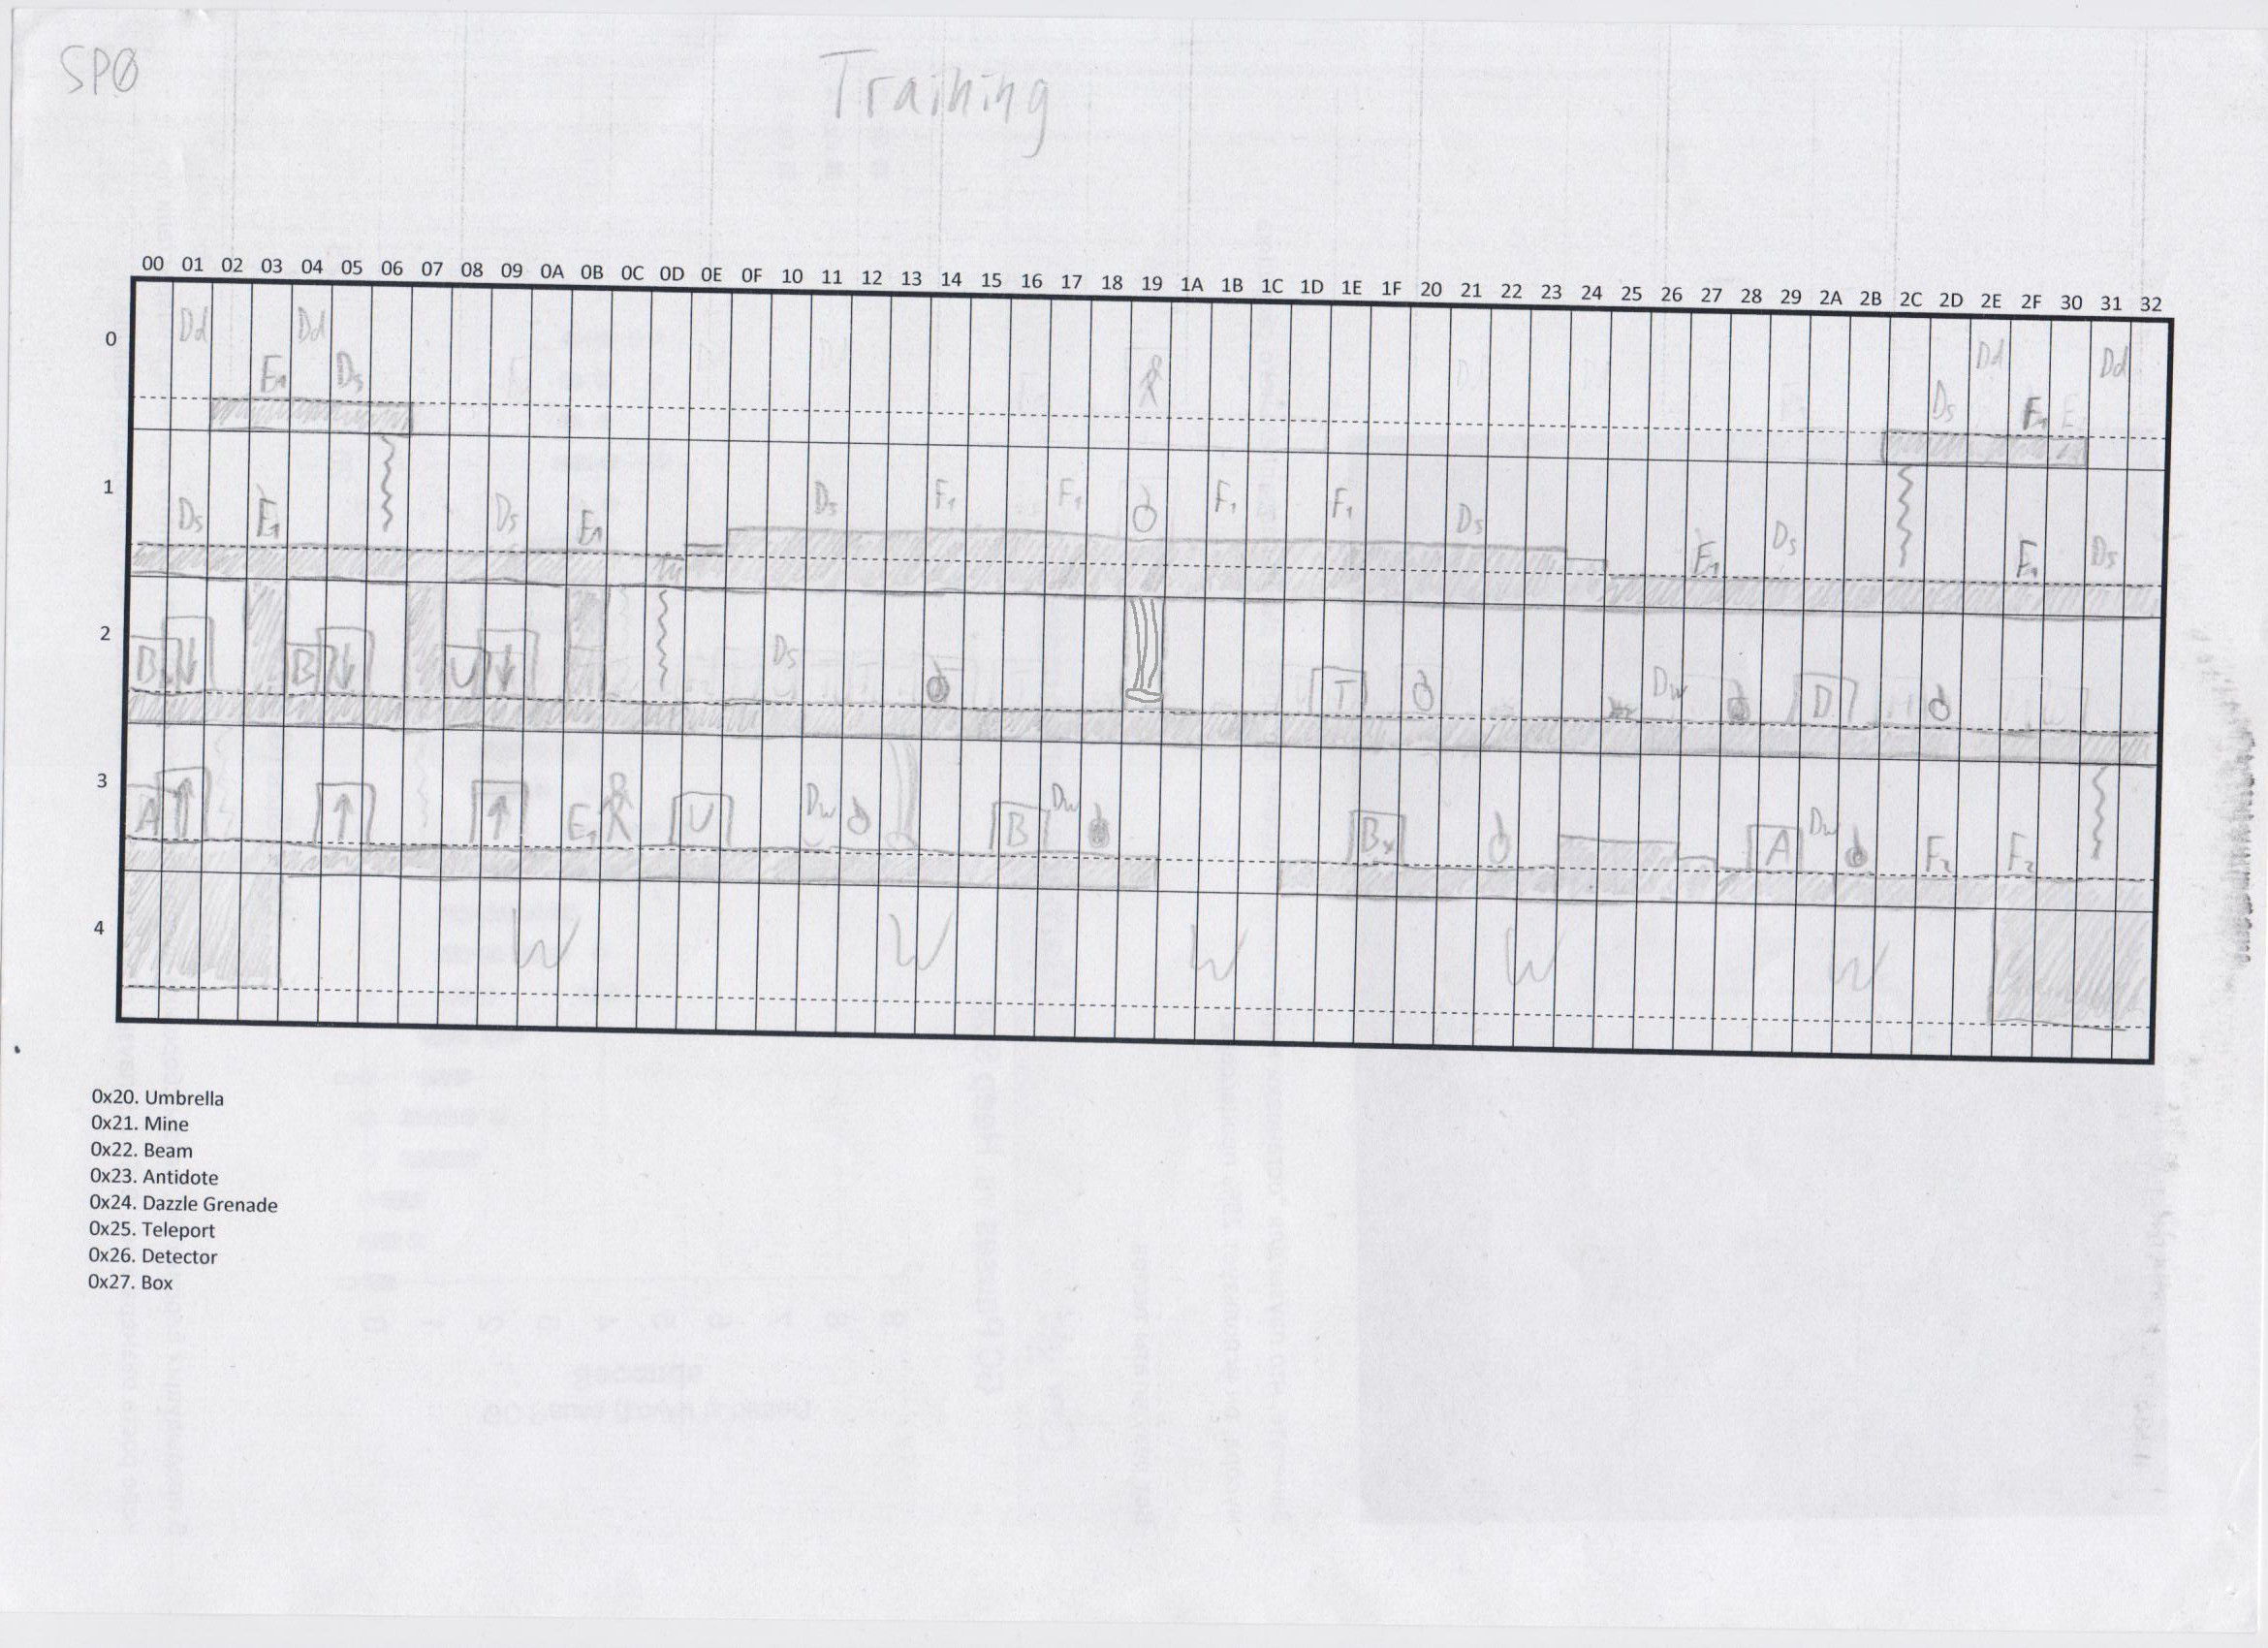 SPØ
Training
00 01 02 03 04 05 06 07 08 09 0A 0B 0C 0D 0E 0F 10 11 12 13 14 15 16 17 18 19 1A 1B 1C 1D 1E 1F 20 21 22 23 24 25 26 27 28 29 2A 2B 2C 2D 2E 2F 30 31 32
0
Dd Dd Dd Dd
E1 Ds Ds E1
1
Ds E1 Ds E1 Ds F1 F1 F1 F1 Ds E1 Ds F1 Ds
2
B ↓ B ↓ U ↓ Ds T Dw D
3
A ↑ ↑ ↑ E1 U Dw B Dw Bx A Dw F2 F2
4
W W W W W
0x20. Umbrella
0x21. Mine
0x22. Beam
0x23. Antidote
0x24. Dazzle Grenade
0x25. Teleport
0x26. Detector
0x27. Box